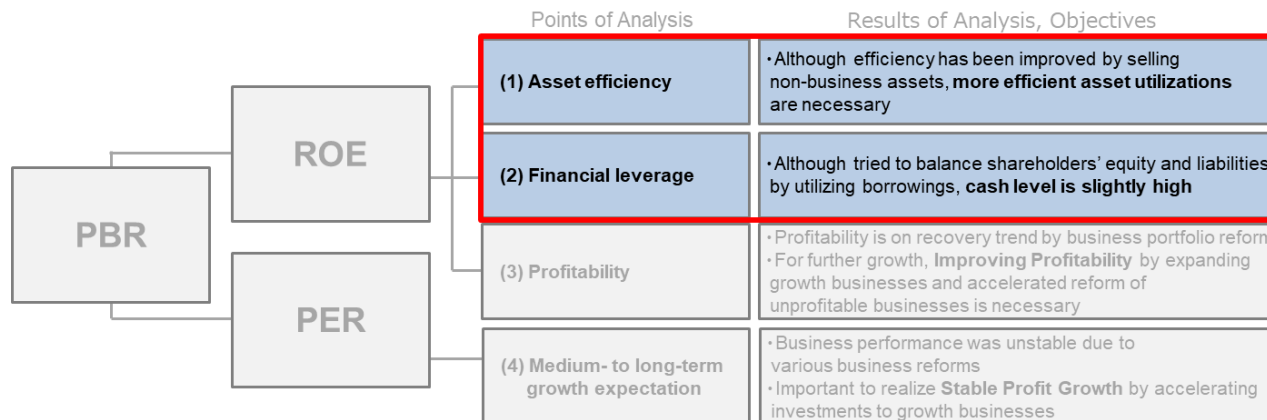 Points of Analysis
Results of Analysis, Objectives
PBR
ROE
PER
(1) Asset efficiency
・Although efficiency has been improved by selling
non-business assets, more efficient asset utilizations
are necessary
(2) Financial leverage
・Although tried to balance shareholders' equity and liabilities
by utilizing borrowings, cash level is slightly high
(3) Profitability
・Profitability is on recovery trend by business portfolio reform
・For further growth, Improving Profitability by expanding
growth businesses and accelerated reform of
unprofitable businesses is necessary
(4) Medium- to long-term
growth expectation
・Business performance was unstable due to
various business reforms
・Important to realize Stable Profit Growth by accelerating
investments to growth businesses